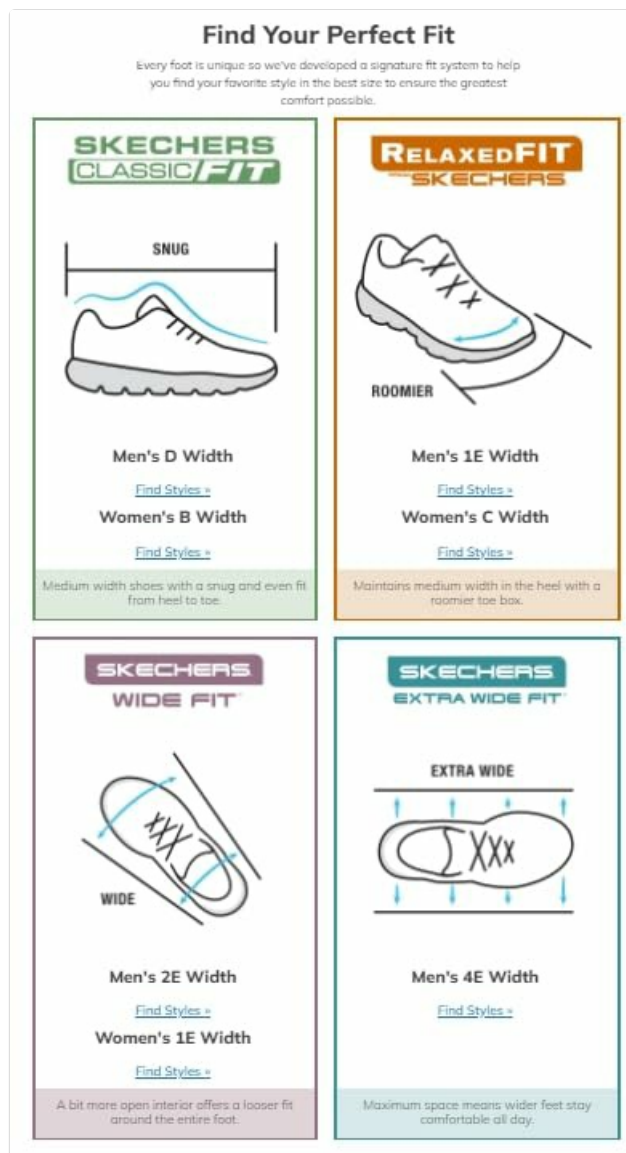 Find Your Perfect Fit
Every foot is unique so we've developed a signature fit system to help
you find your favorite style in the best size to ensure the greatest
comfort possible.
SKECHERS
CLASSIC FIT
SNUG
Men's D Width
Find Styles »
Women's B Width
Find Styles »
Medium width shoes with a snug and even fit
from heel to toe.
RELAXED FIT
SKECHERS
ROOMIER
Men's 1E Width
Find Styles »
Women's C Width
Find Styles »
Maintains medium width in the heel with a
roomier toe box.
SKECHERS
WIDE FIT
WIDE
Men's 2E Width
Find Styles »
Women's 1E Width
Find Styles »
A bit more open interior offers a looser fit
around the entire foot.
SKECHERS
EXTRA WIDE FIT
EXTRA WIDE
Men's 4E Width
Find Styles »
Maximum space means wider feet stay
comfortable all day.